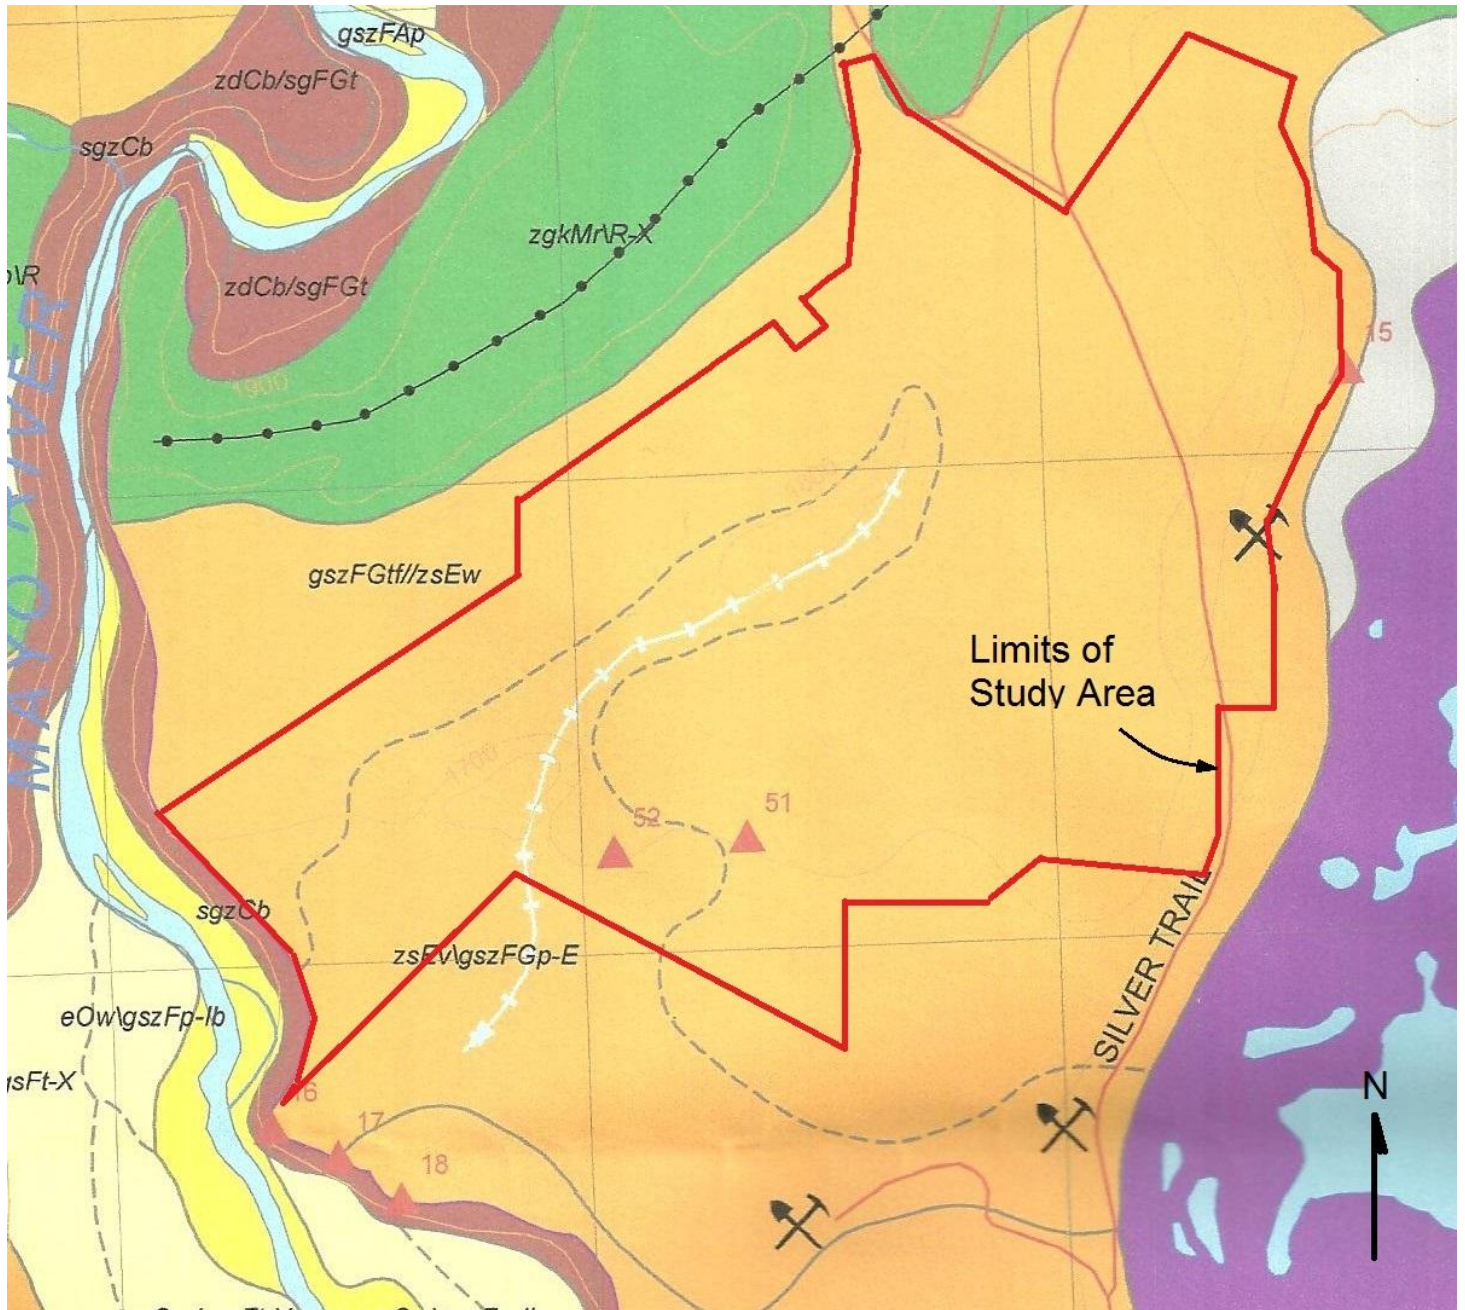 gszFAp
zdCb/sgFGt
sgzCb
zgkMr\R-X
\R
zdCb/sgFGt
1900
15
MAYO RIVER
gszFGtf//zsEw
Limits of
Study Area
1700
52
51
sgzCb
zsEv\gszFGp-E
SILVER TRAIL
eOw\gszFp-Ib
gsFt-X
N
16
17
18